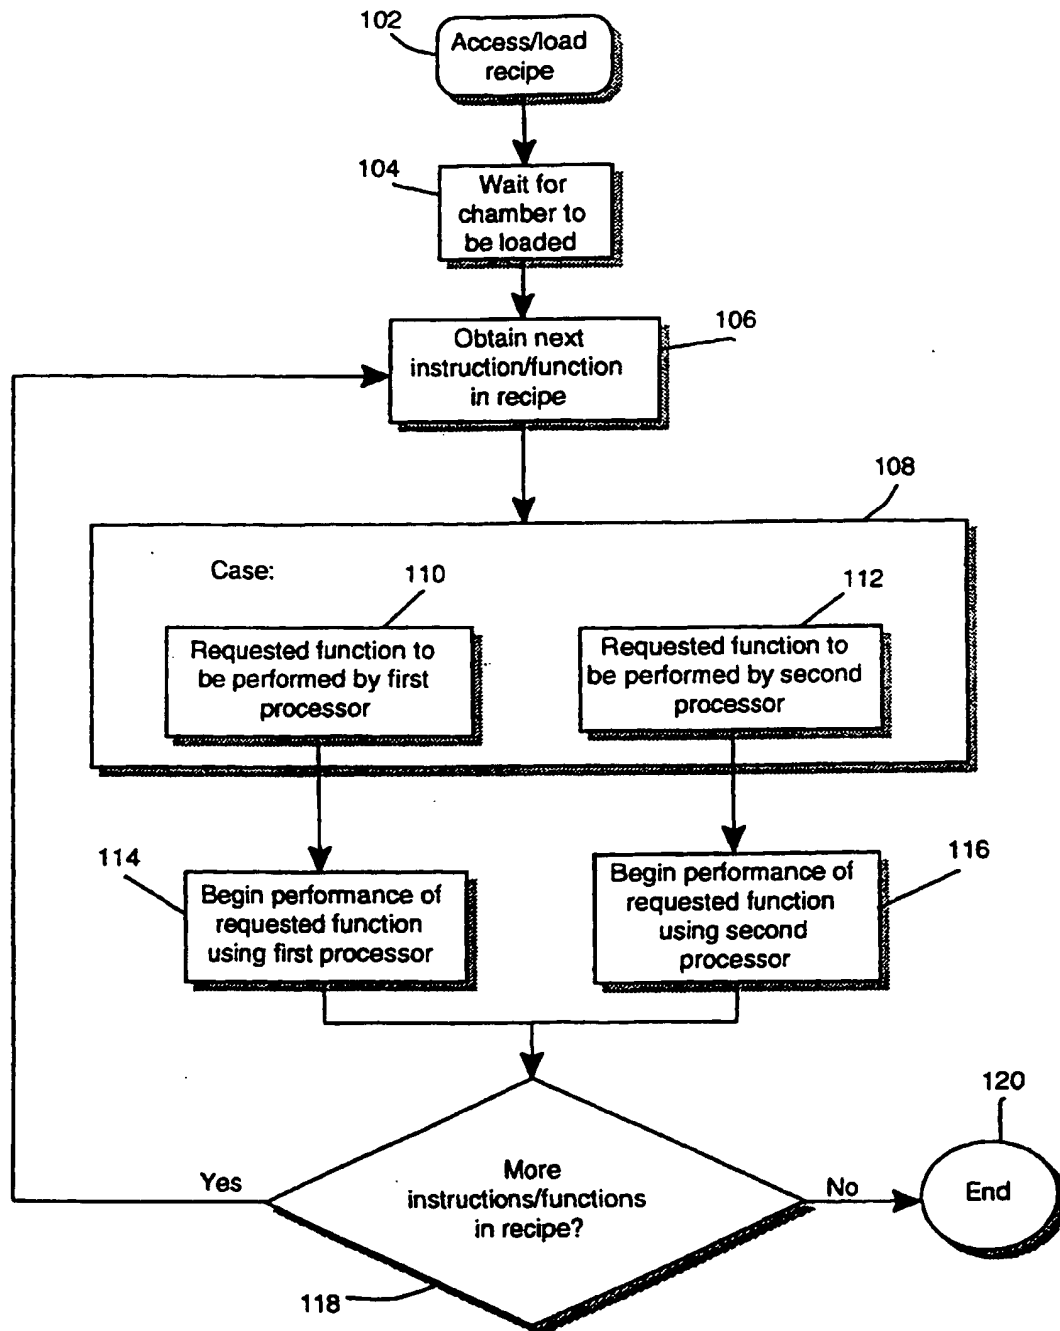 102
Access/load
recipe
104
Wait for
chamber to
be loaded
106
Obtain next
instruction/function
in recipe
108
Case:
110
112
Requested function to
be performed by first
processor
Requested function to
be performed by second
processor
114
Begin performance of
requested function
using first processor
116
Begin performance of
requested function
using second
processor
120
Yes
More
instructions/functions
in recipe?
No
End
118